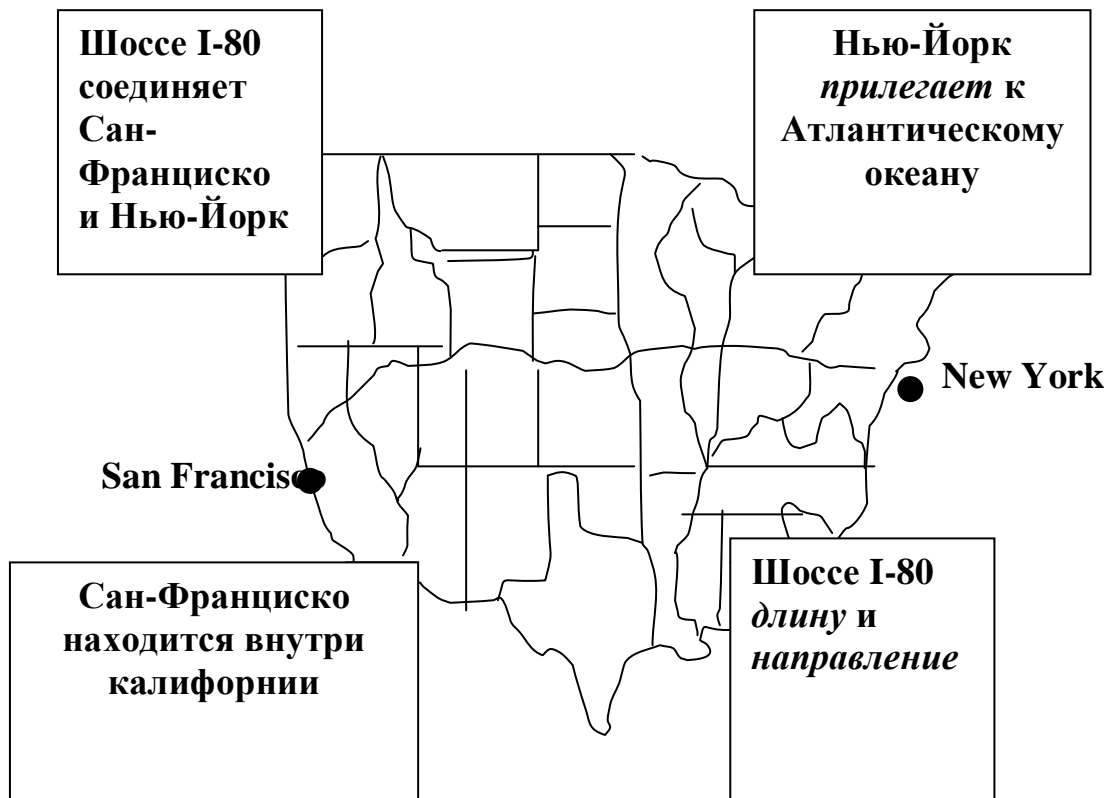 Шоссе I-80
соединяет
Сан-
Франциско
и Нью-Йорк
Нью-Йорк
прилегает к
Атлантическому
океану
New York
San Francis
Сан-Франциско
находится внутри
калифорнии
Шоссе I-80
длину и
направление